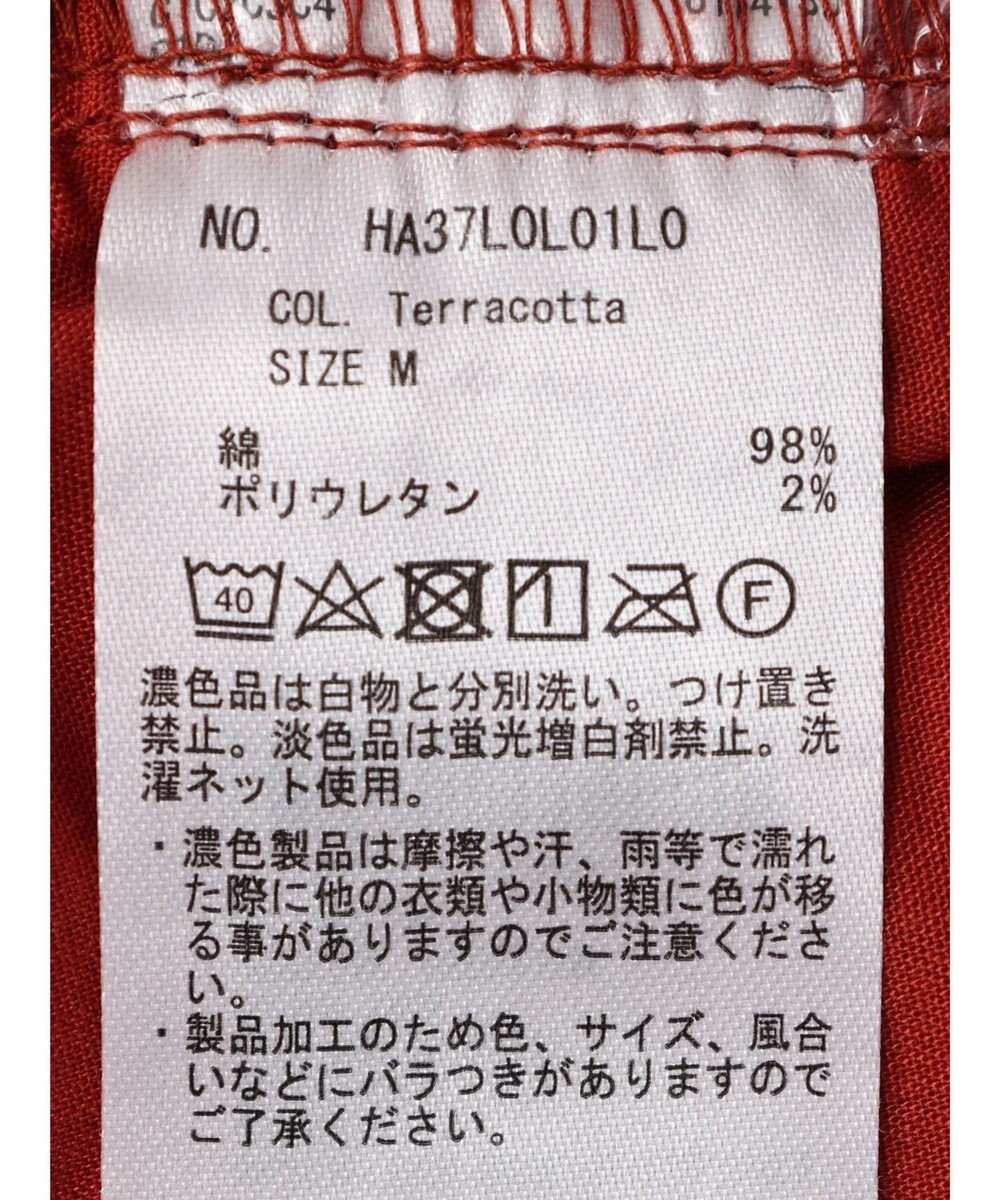 NO. HA37L0L01L0
COL. Terracotta
SIZE M
綿 98%
ポリウレタン 2%
40 F
濃色品は白物と分別洗い。つけ置き
禁止。淡色品は蛍光増白剤禁止。洗
濯ネット使用。
・濃色製品は摩擦や汗、雨等で濡れ
た際に他の衣類や小物類に色が移
る事がありますのでご注意くださ
い。
・製品加工のため色、サイズ、風合
いなどにバラつきがありますので
ご了承ください。